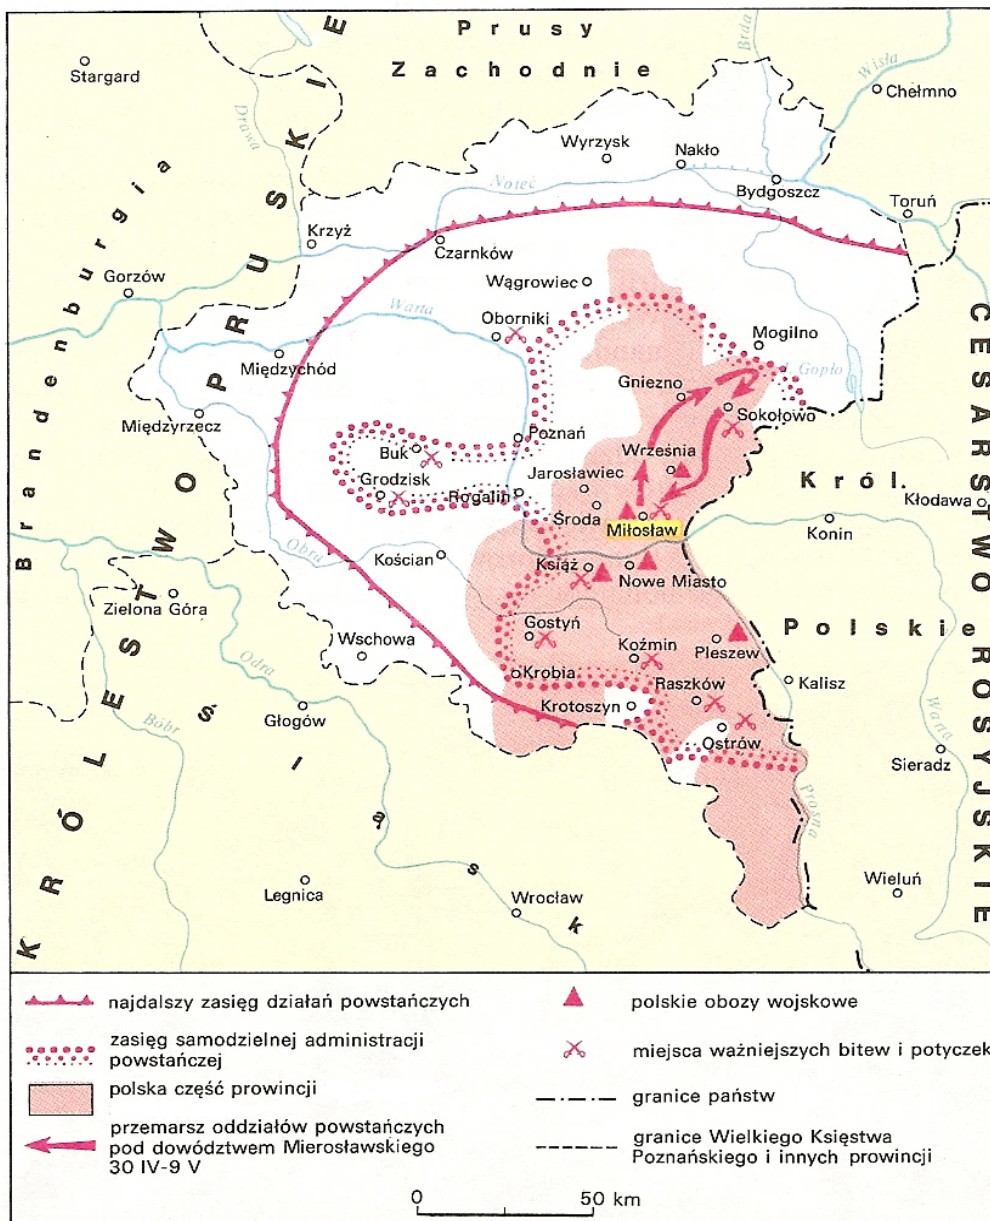 Prusy
Zachodnie
Brda
Wisła
Stargard
Chełmno
Drawa
Wyrzysk
Nakło
Noteć
Bydgoszcz
Toruń
Krzyż
Czarnków
Gorzów
Wągrowiec
Warta
Oborniki
Mogilno
Międzychód
J. Gopło
Gniezno
Międzyrzecz
Sokołowo
Poznań
Buk
Września
Grodzisk
Jarosławiec
Rogalin
Król.
Kłodawa
Środa
Miłosław
Konin
Obra
Kościan
Książ
Nowe Miasto
Zielona Góra
Gostyń
Polskie
Wschowa
Koźmin
Pleszew
Odra
Krobia
Raszków
Kalisz
Głogów
Krotoszyn
Bóbr
Ostrów
Warta
Sieradz
Prosna
Legnica
Wrocław
Wieluń
Brandenburgia
KRÓLESTWO PRUSKIE
Śląsk
CESARSTWO ROSYJSKIE
najdalszy zasięg działań powstańczych
zasięg samodzielnej administracji
powstańczej
polska część prowincji
przemarsz oddziałów powstańczych
pod dowództwem Mierosławskiego
30 IV-9 V
polskie obozy wojskowe
miejsca ważniejszych bitew i potyczek
granice państw
granice Wielkiego Księstwa
Poznańskiego i innych prowincji
0 50 km